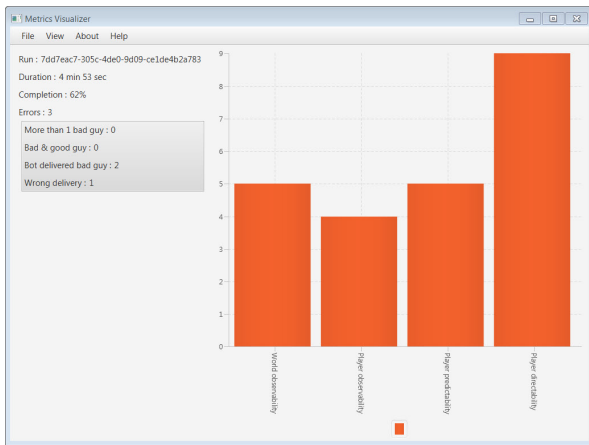 Metrics Visualizer
File View About Help
Run : 7dd7eac7-305c-4de0-9d09-ce1de4b2a783
Duration : 4 min 53 sec
Completion : 62%
Errors : 3
More than 1 bad guy : 0
Bad & good guy : 0
Bot delivered bad guy : 2
Wrong delivery : 1
9
8
7
6
5
4
3
2
1
0
World observability
Player observability
Player predictability
Player directability